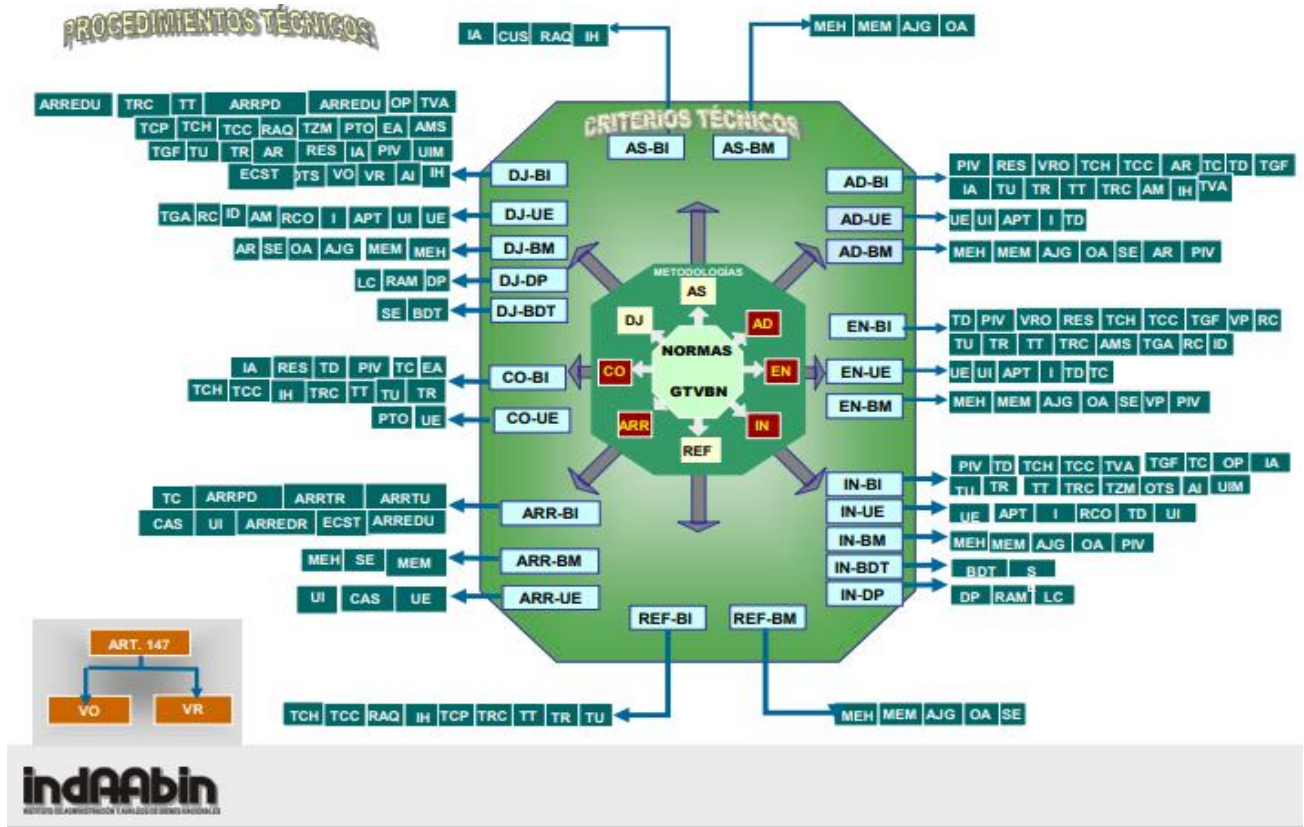 PROCEDIMIENTOS TÉCNICOS
IA CUS RAQ IH
MEH MEM AJG OA
CRITERIOS TÉCNICOS
AS-BI AS-BM
ARREDU TRC TT ARRPD ARREDU OP TVA
TCP TCH TCC RAQ TZM PTO EA AMS
TGF TU TR AR RES IA PIV UIM
ECST OTS VO VR AI IH
DJ-BI
TGA RC ID AM RCO I APT UI UE
DJ-UE
AR SE OA AJG MEM MEH
DJ-BM
LC RAM DP
DJ-DP
SE BDT
DJ-BDT
IA RES TD PIV TC EA
TCH TCC IH TRC TT TU TR
CO-BI
PTO UE
CO-UE
TC ARRPD ARRTR ARRTU
CAS UI ARREDR ECST ARREDU
ARR-BI
MEH SE MEM
ARR-BM
UI CAS UE
ARR-UE
METODOLOGÍAS
AS
DJ AD
NORMAS
CO EN
GTVBN
ARR IN
REF
AD-BI
PIV RES VRO TCH TCC AR TC TD TGF
IA TU TR TT TRC AM IH TVA
AD-UE
UE UI APT I TD
AD-BM
MEH MEM AJG OA SE AR PIV
EN-BI
TD PIV VRO RES TCH TCC TGF VP RC
TU TR TT TRC AMS TGA RC ID
EN-UE
UE UI APT I TD TC
EN-BM
MEH MEM AJG OA SE VP PIV
IN-BI
PIV TD TCH TCC TVA TGF TC OP IA
TU TR TT TRC TZM OTS AI UIM
IN-UE
UE APT I RCO TD UI
IN-BM
MEH MEM AJG OA PIV
IN-BDT
BDT S
IN-DP
DP RAM LC
REF-BI REF-BM
TCH TCC RAQ IH TCP TRC TT TR TU
MEH MEM AJG OA SE
ART. 147
VO VR
indAAbin
INSTITUTO DE ADMINISTRACIÓN Y AVALÚOS DE BIENES NACIONALES